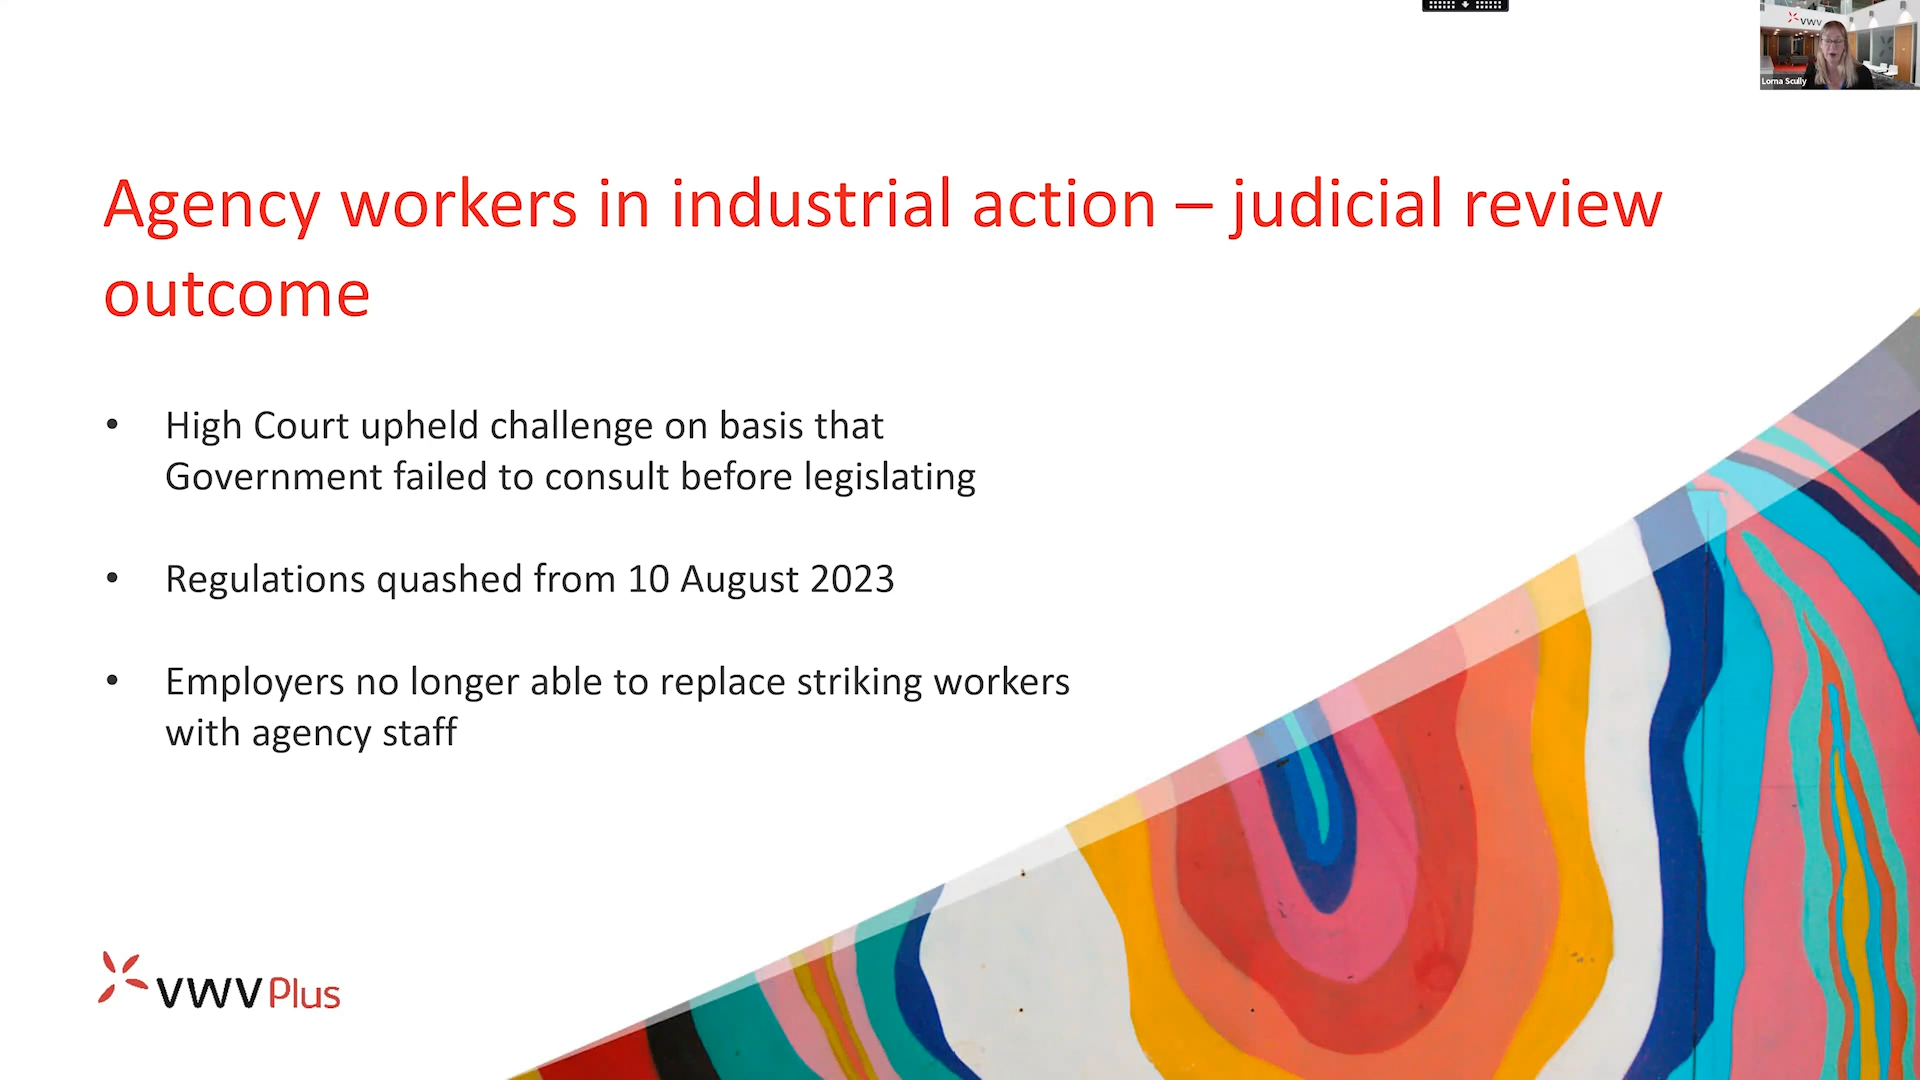 VWV
Lorna Scully
Agency workers in industrial action – judicial review
outcome
• High Court upheld challenge on basis that
Government failed to consult before legislating
• Regulations quashed from 10 August 2023
• Employers no longer able to replace striking workers
with agency staff
VWV Plus